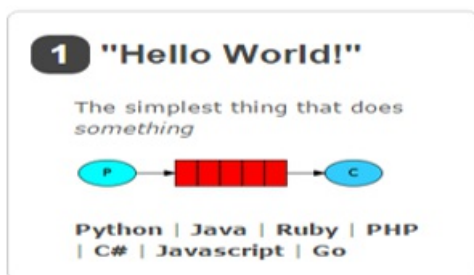 1 "Hello World!"
The simplest thing that does
something
P C
Python | Java | Ruby | PHP
| C# | Javascript | Go